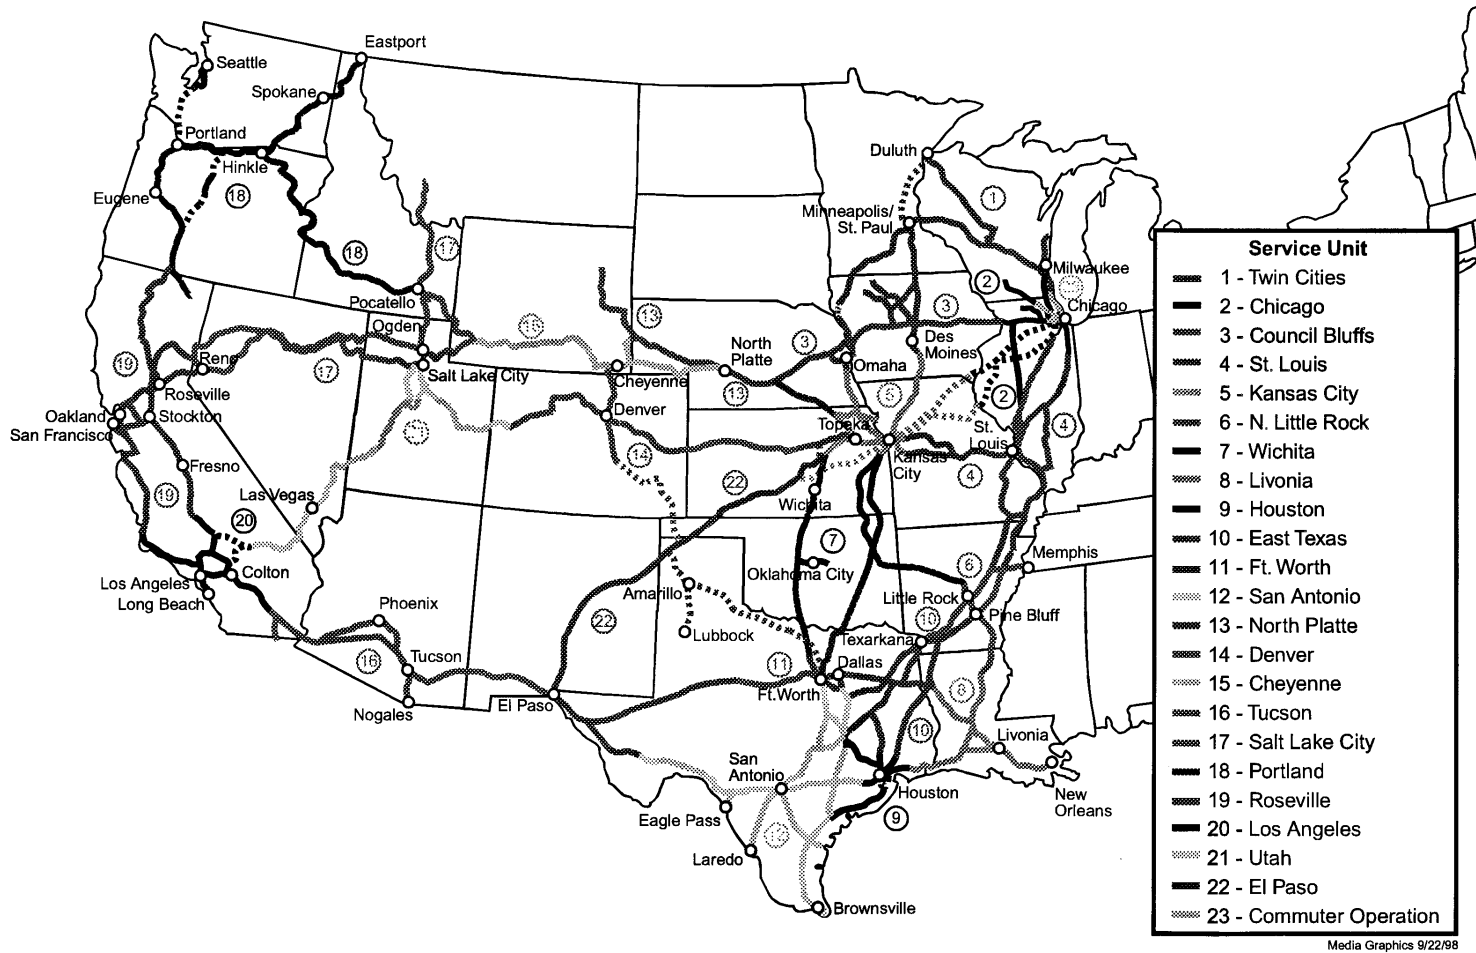 Eastport
Seattle
Spokane
Portland
Hinkle
Duluth
Eugene
18
1
Minneapolis/
St. Paul
18
17
Milwaukee
2
Chicago
Pocatello
Ogden
15
13
3
3
North
Platte
Des
Moines
Reno
19
17
Omaha
Salt Lake City
Cheyenne
13
Roseville
5
2
Oakland
San Francisco
Stockton
Denver
Topeka
St.
Louis
4
Fresno
14
Kansas
City
4
19
Las Vegas
22
Wichita
20
7
Memphis
Los Angeles
Colton
Oklahoma City
6
Long Beach
Amarillo
Little Rock
Phoenix
22
10
Pine Bluff
Lubbock
Texarkana
16
Tucson
11
Dallas
Ft. Worth
8
Nogales
El Paso
10
Livonia
San
Antonio
Houston
New
Orleans
Eagle Pass
9
12
Laredo
Brownsville
Service Unit
1 - Twin Cities
2 - Chicago
3 - Council Bluffs
4 - St. Louis
5 - Kansas City
6 - N. Little Rock
7 - Wichita
8 - Livonia
9 - Houston
10 - East Texas
11 - Ft. Worth
12 - San Antonio
13 - North Platte
14 - Denver
15 - Cheyenne
16 - Tucson
17 - Salt Lake City
18 - Portland
19 - Roseville
20 - Los Angeles
21 - Utah
22 - El Paso
23 - Commuter Operation
Media Graphics 9/22/98